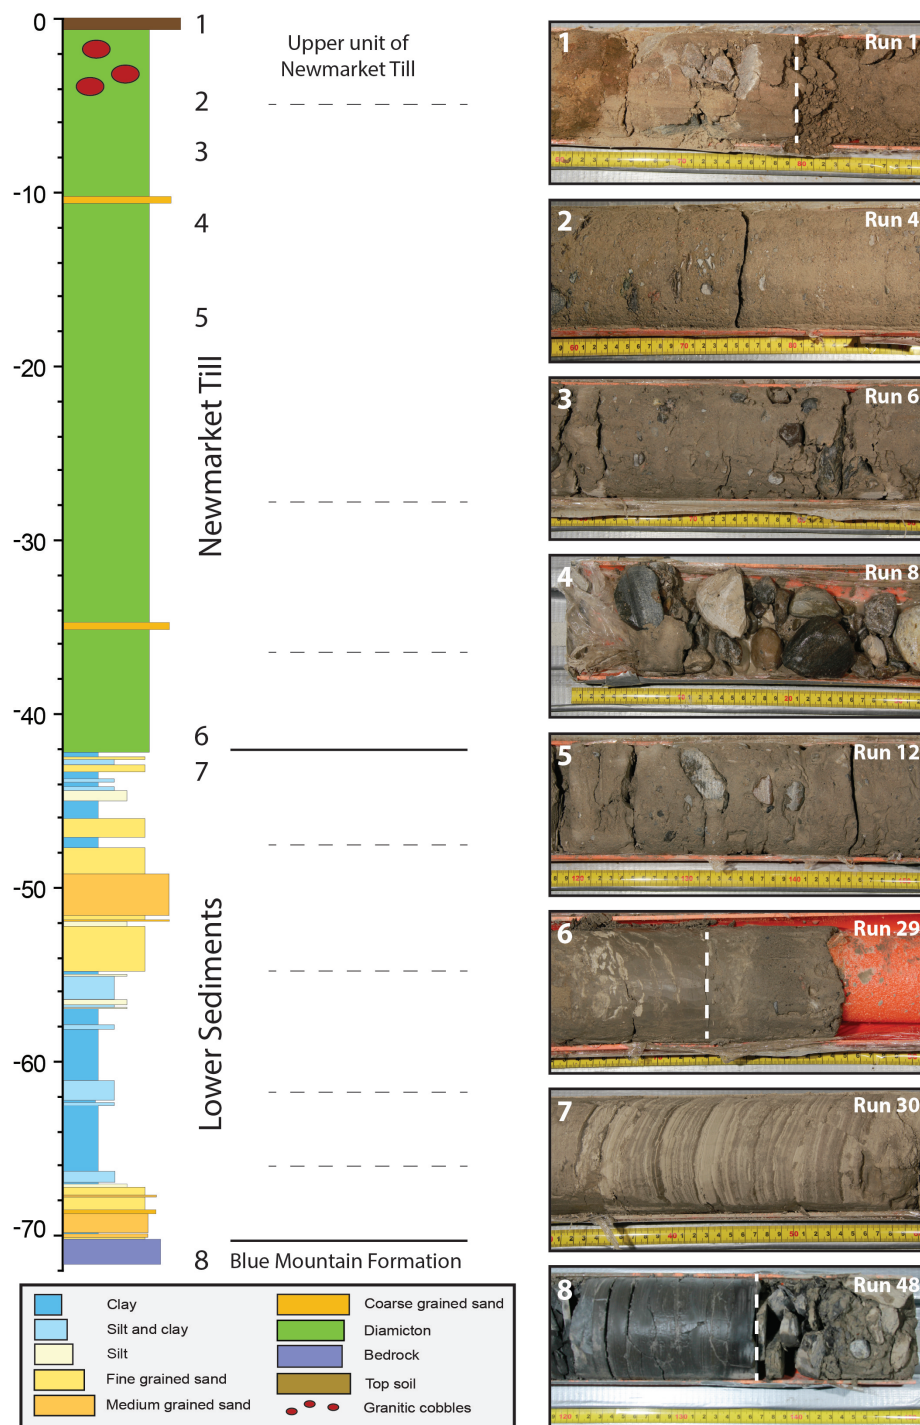 0
-10
-20
-30
-40
-50
-60
-70
1
2
3
4
5
6
7
8
Upper unit of
Newmarket Till
Newmarket Till
Lower Sediments
Blue Mountain Formation
Clay
Silt and clay
Silt
Fine grained sand
Medium grained sand
Coarse grained sand
Diamicton
Bedrock
Top soil
Granitic cobbles
1
Run 1
2
Run 4
3
Run 6
4
Run 8
5
Run 12
6
Run 29
7
Run 30
8
Run 48